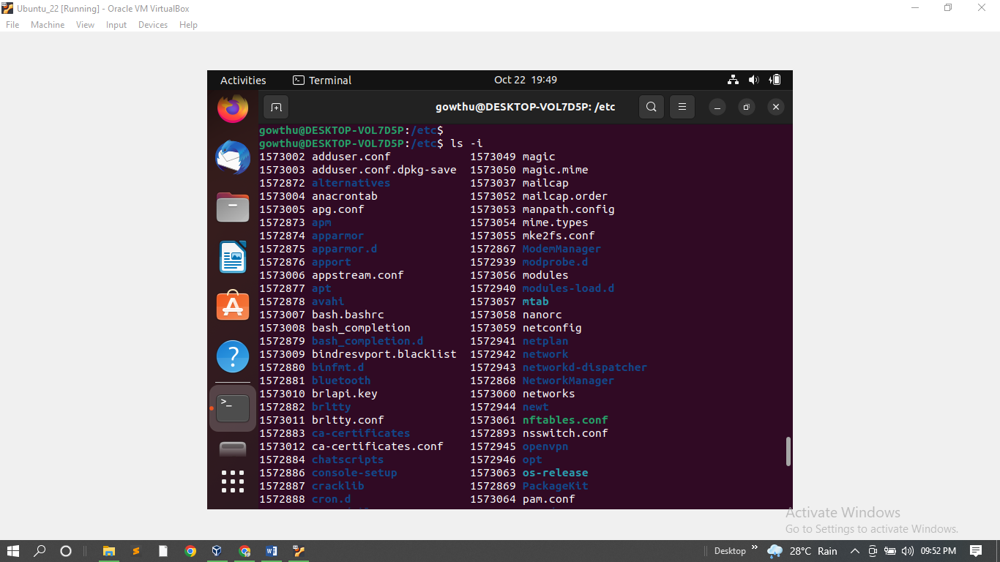 Ubuntu_22 [Running] - Oracle VM VirtualBox
File Machine View Input Devices Help
Activities Terminal Oct 22 19:49
gowthu@DESKTOP-VOL7D5P: /etc
gowthu@DESKTOP-VOL7D5P:/etc$
gowthu@DESKTOP-VOL7D5P:/etc$ ls -i
1573002 adduser.conf 1573049 magic
1573003 adduser.conf.dpkg-save 1573050 magic.mime
1572872 alternatives 1573037 mailcap
1573004 anacrontab 1573052 mailcap.order
1573005 apg.conf 1573053 manpath.config
1572873 apm 1573054 mime.types
1572874 apparmor 1573055 mke2fs.conf
1572875 apparmor.d 1572867 ModemManager
1572876 apport 1572939 modprobe.d
1573006 appstream.conf 1573056 modules
1572877 apt 1572940 modules-load.d
1572878 avahi 1573057 mtab
1573007 bash.bashrc 1573058 nanorc
1573008 bash_completion 1573059 netconfig
1572879 bash_completion.d 1572941 netplan
1573009 bindresvport.blacklist 1572942 network
1572880 binfmt.d 1572943 networkd-dispatcher
1572881 bluetooth 1572868 NetworkManager
1573010 brlapi.key 1573060 networks
1572882 brltty 1572944 newt
1573011 brltty.conf 1573061 nftables.conf
1572883 ca-certificates 1572893 nsswitch.conf
1573012 ca-certificates.conf 1572945 openvpn
1572884 chatscripts 1572946 opt
1572886 console-setup 1573063 os-release
1572887 cracklib 1572869 PackageKit
1572888 cron.d 1573064 pam.conf
Activate Windows
Go to Settings to activate Windows.
Desktop 28°C Rain 09:52 PM